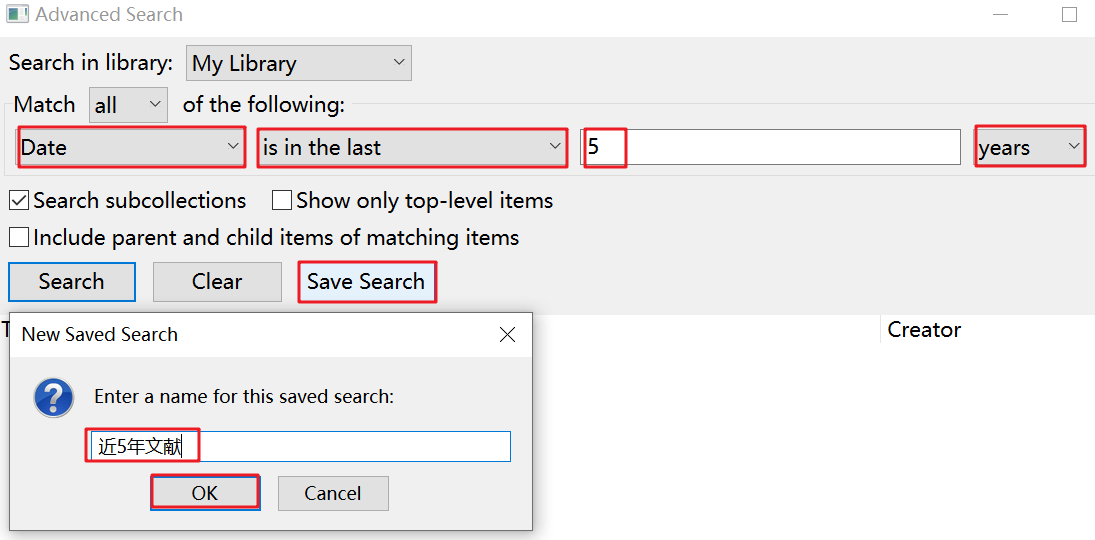 Advanced Search
Search in library: My Library
Match all of the following:
Date is in the last 5 years
Search subcollections Show only top-level items
Include parent and child items of matching items
Search Clear Save Search
Creator
New Saved Search
Enter a name for this saved search:
近5年文献
OK Cancel